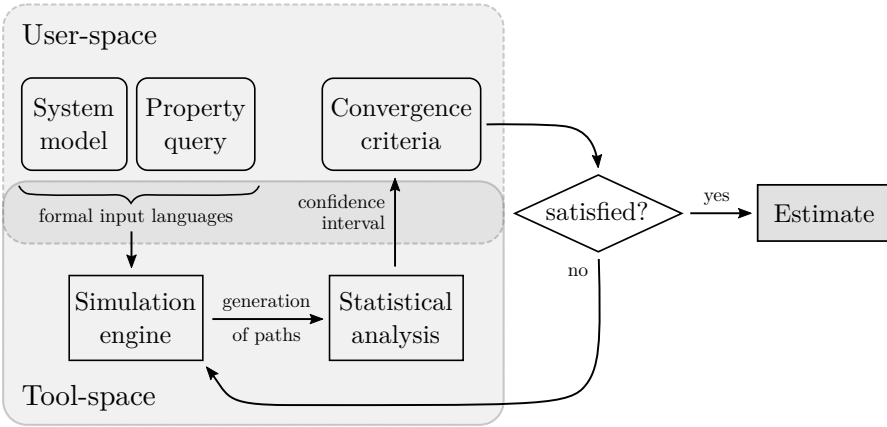 User-space
System
model
Property
query
Convergence
criteria
formal input languages
confidence
interval
satisfied?
yes
Estimate
no
Simulation
engine
generation
of paths
Statistical
analysis
Tool-space